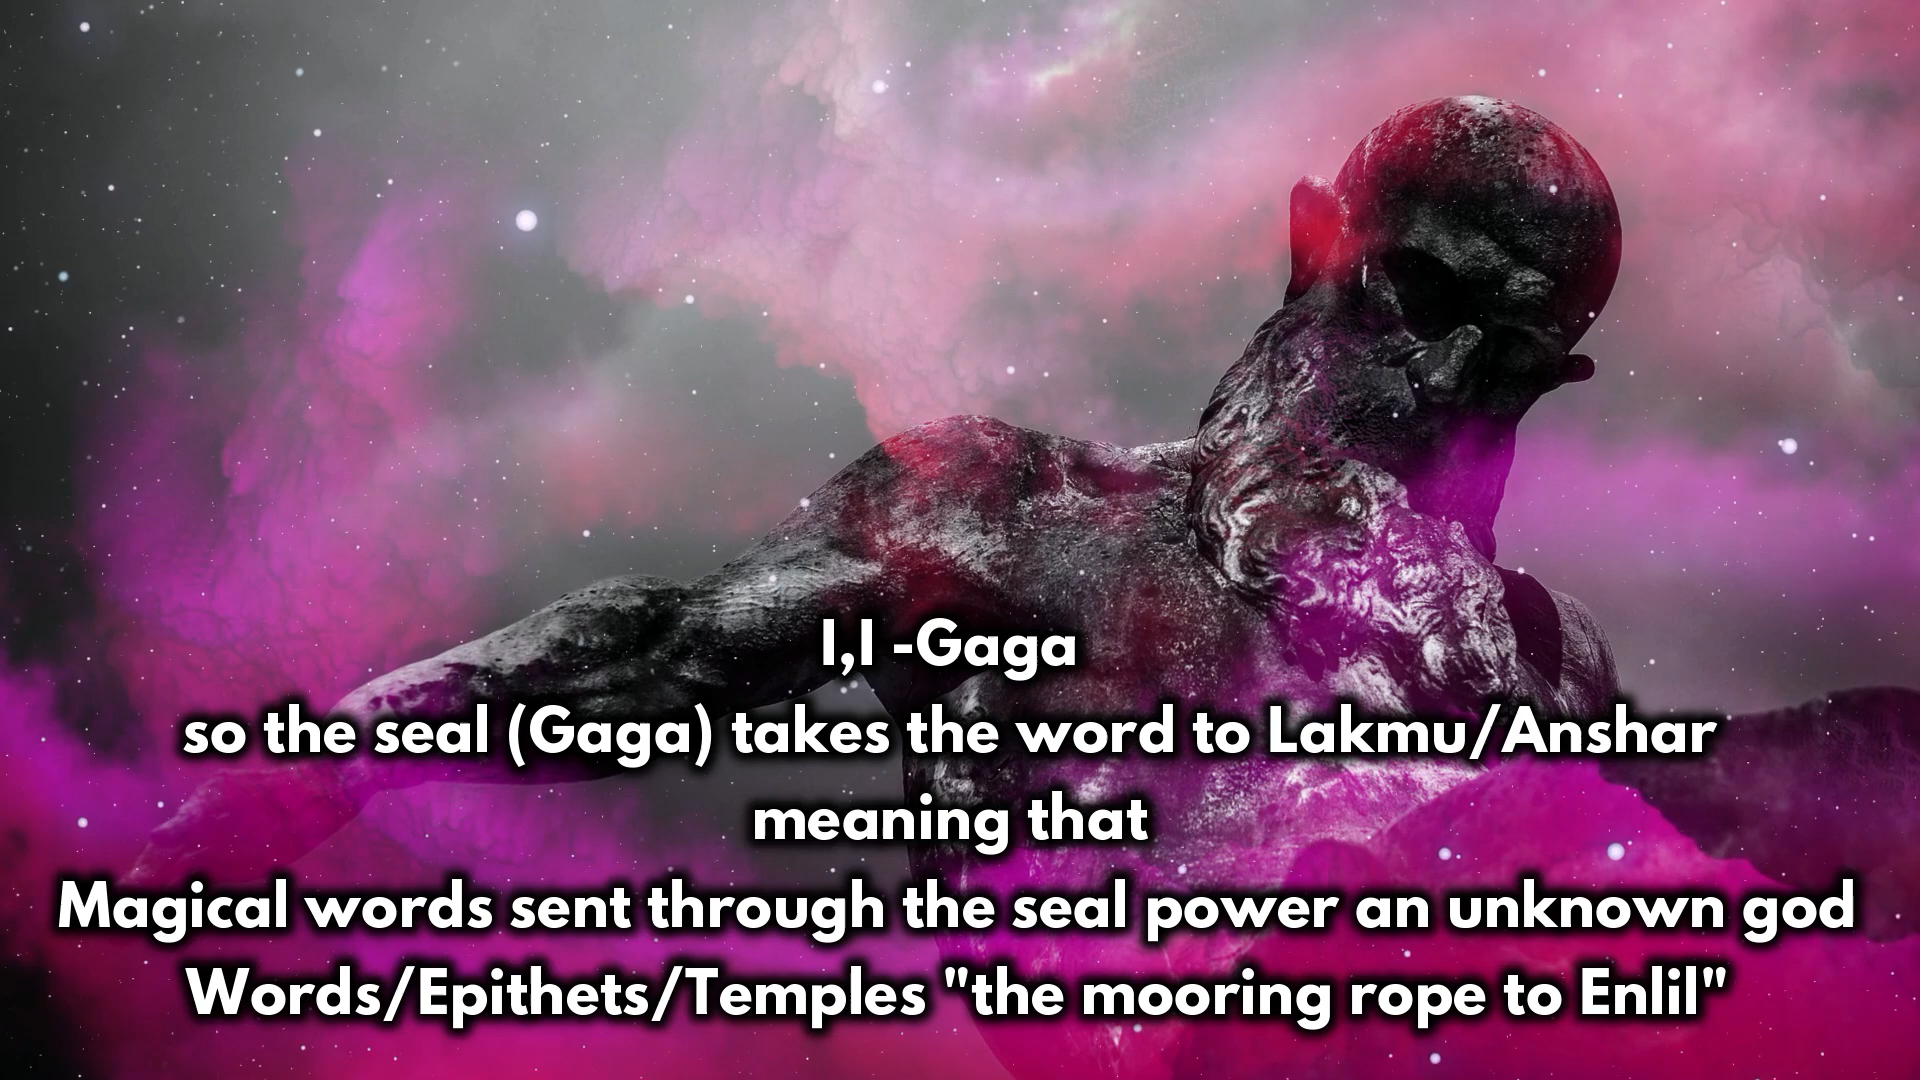 I,I -Gaga
so the seal (Gaga) takes the word to Lakmu/Anshar
meaning that
Magical words sent through the seal power an unknown god
Words/Epithets/Temples "the mooring rope to Enlil"